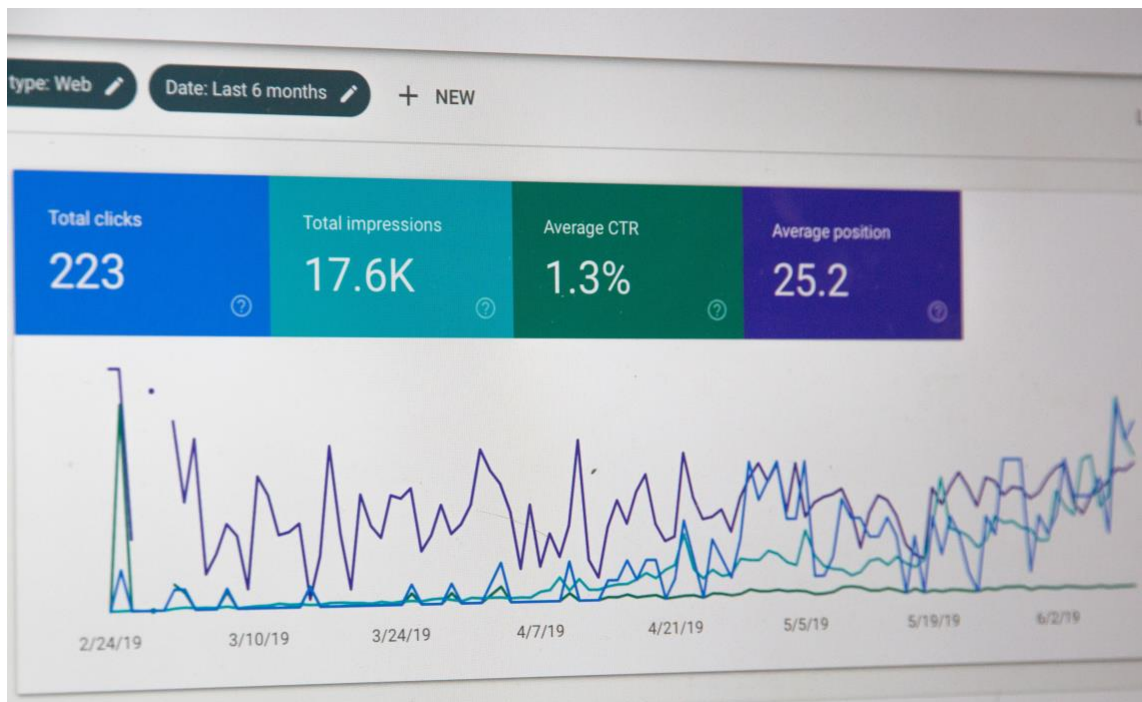 type: Web
Date: Last 6 months
+ NEW
Total clicks
223
Total impressions
17.6K
Average CTR
1.3%
Average position
25.2
2/24/19
3/10/19
3/24/19
4/7/19
4/21/19
5/5/19
5/19/19
6/2/19